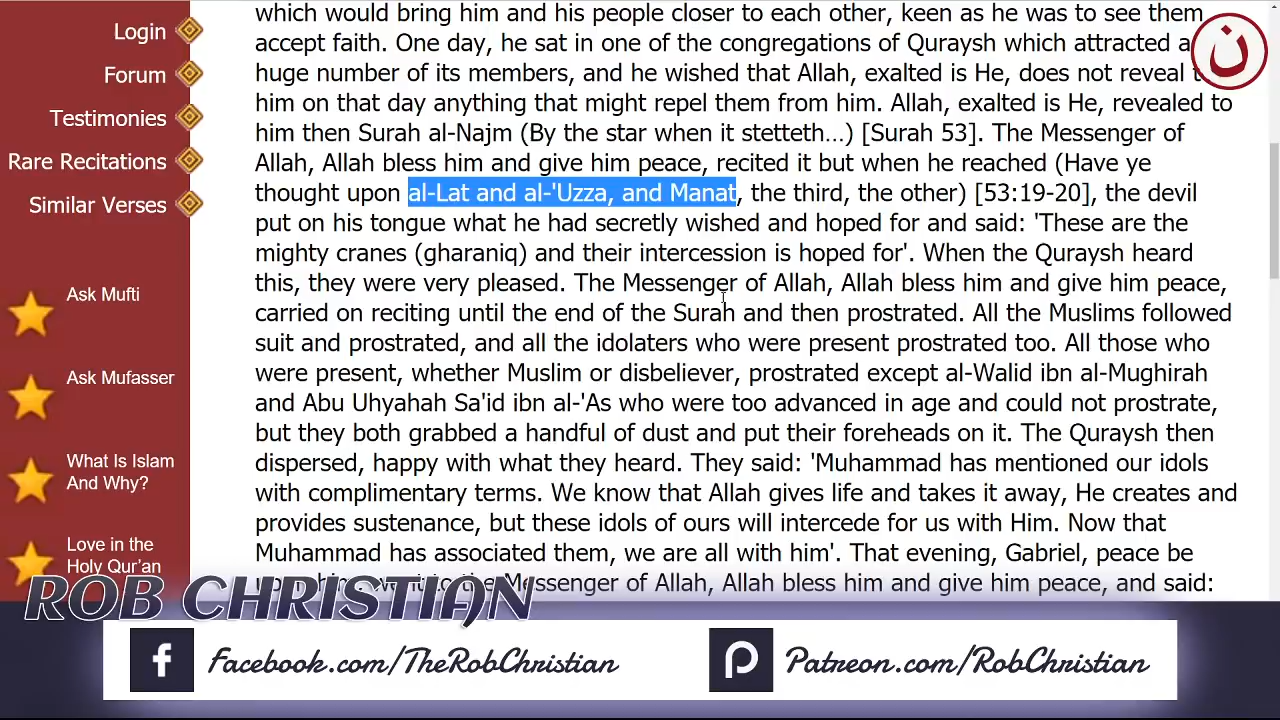 Login
Forum
Testimonies
Rare Recitations
Similar Verses
Ask Mufti
Ask Mufasser
What Is Islam
And Why?
Love in the
Holy Qur'an
which would bring him and his people closer to each other, keen as he was to see them
accept faith. One day, he sat in one of the congregations of Quraysh which attracted a
huge number of its members, and he wished that Allah, exalted is He, does not reveal
him on that day anything that might repel them from him. Allah, exalted is He, revealed to
him then Surah al-Najm (By the star when it stetteth…) [Surah 53]. The Messenger of
Allah, Allah bless him and give him peace, recited it but when he reached (Have ye
thought upon al-Lat and al-'Uzza, and Manat, the third, the other) [53:19-20], the devil
put on his tongue what he had secretly wished and hoped for and said: 'These are the
mighty cranes (gharaniq) and their intercession is hoped for'. When the Quraysh heard
this, they were very pleased. The Messenger of Allah, Allah bless him and give him peace,
carried on reciting until the end of the Surah and then prostrated. All the Muslims followed
suit and prostrated, and all the idolaters who were present prostrated too. All those who
were present, whether Muslim or disbeliever, prostrated except al-Walid ibn al-Mughirah
and Abu Uhyahah Sa'id ibn al-'As who were too advanced in age and could not prostrate,
but they both grabbed a handful of dust and put their foreheads on it. The Quraysh then
dispersed, happy with what they heard. They said: 'Muhammad has mentioned our idols
with complimentary terms. We know that Allah gives life and takes it away, He creates and
provides sustenance, but these idols of ours will intercede for us with Him. Now that
Muhammad has associated them, we are all with him'. That evening, Gabriel, peace be
the Messenger of Allah, Allah bless him and give him peace, and said:
ن
ROB CHRISTIAN
f Facebook.com/TheRobChristian
Patreon.com/RobChristian